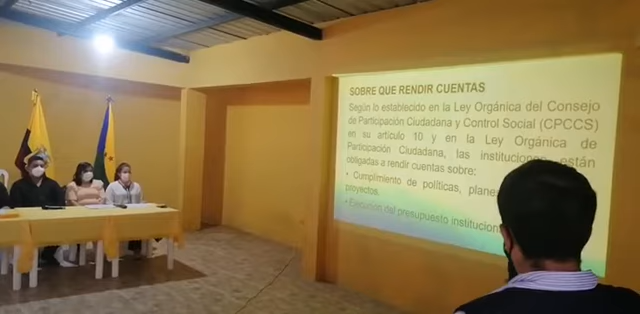 SOBRE QUE RENDIR CUENTAS
Según lo establecido en la Ley Orgánica del Consejo
de Participación Ciudadana y Control Social (CPCCS)
en su artículo 10 y en la Ley Orgánica de
Participación Ciudadana, las instituciones están
obligadas a rendir cuentas sobre:
• Cumplimiento de políticas,
proyectos.
• Ejecución del presupuesto